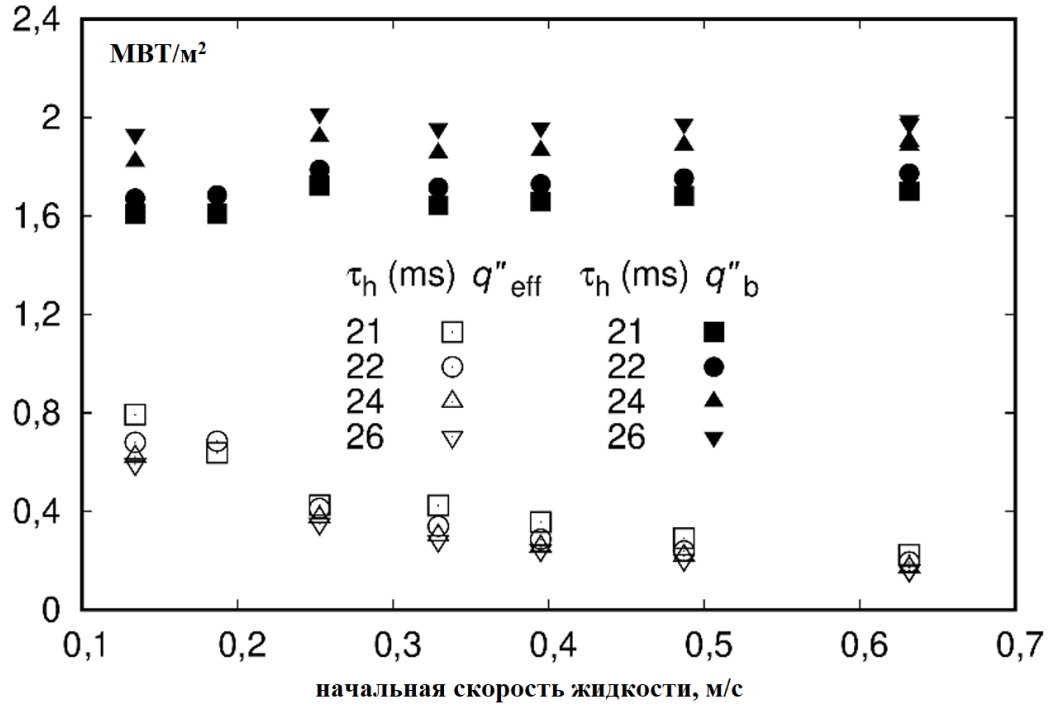 2,4
МВТ/м²
2
1,6
τh (ms) q″eff τh (ms) q″b
1,2
21 21
22 22
0,8
24 24
26 26
0,4
0
0,1 0,2 0,3 0,4 0,5 0,6 0,7
начальная скорость жидкости, м/с